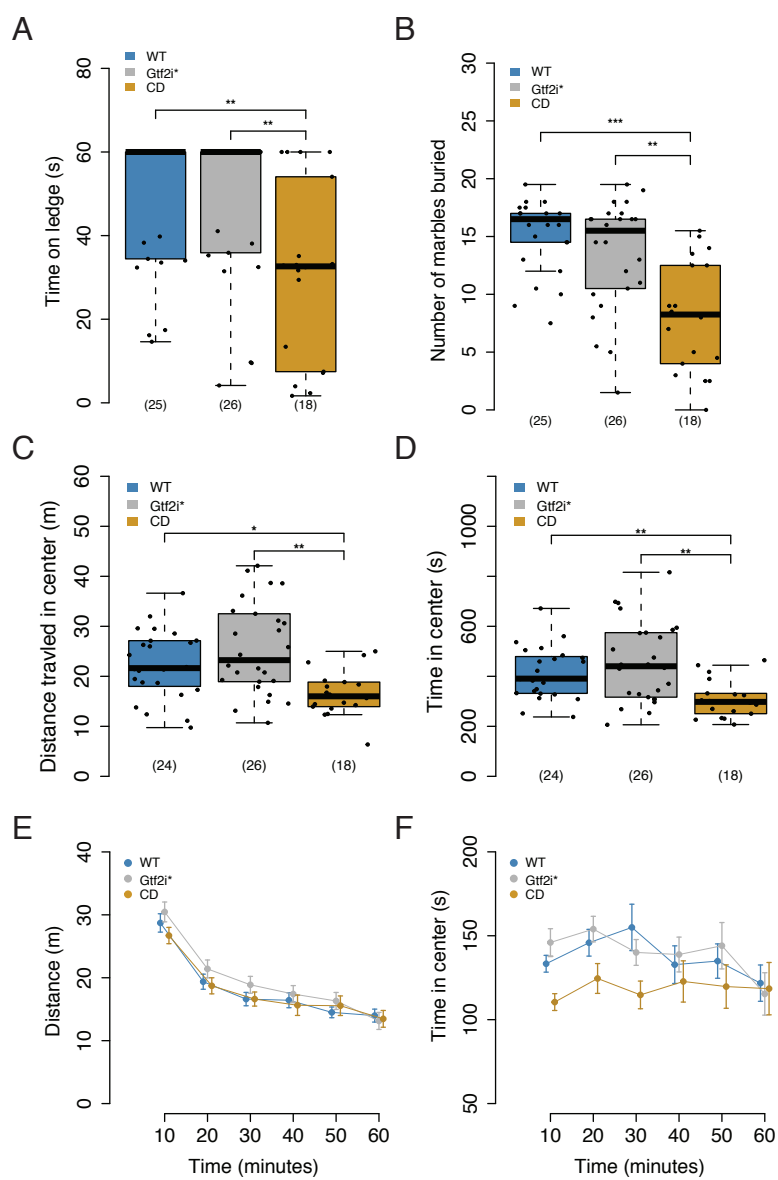 A
WT
Gtf2i*
CD
Time on ledge (s)
80
60
40
20
0
**
**
(25)
(26)
(18)
B
WT
Gtf2i*
CD
Number of marbles buried
30
25
20
15
10
5
0
***
**
(25)
(26)
(18)
C
WT
Gtf2i*
CD
Distance travled in center (m)
60
50
40
30
20
10
0
*
**
(24)
(26)
(18)
D
WT
Gtf2i*
CD
Time in center (s)
1000
600
200
0
**
**
(24)
(26)
(18)
E
WT
Gtf2i*
CD
Distance (m)
40
30
20
10
0
10 20 30 40 50 60
Time (minutes)
F
WT
Gtf2i*
CD
Time in center (s)
200
150
100
50
10 20 30 40 50 60
Time (minutes)